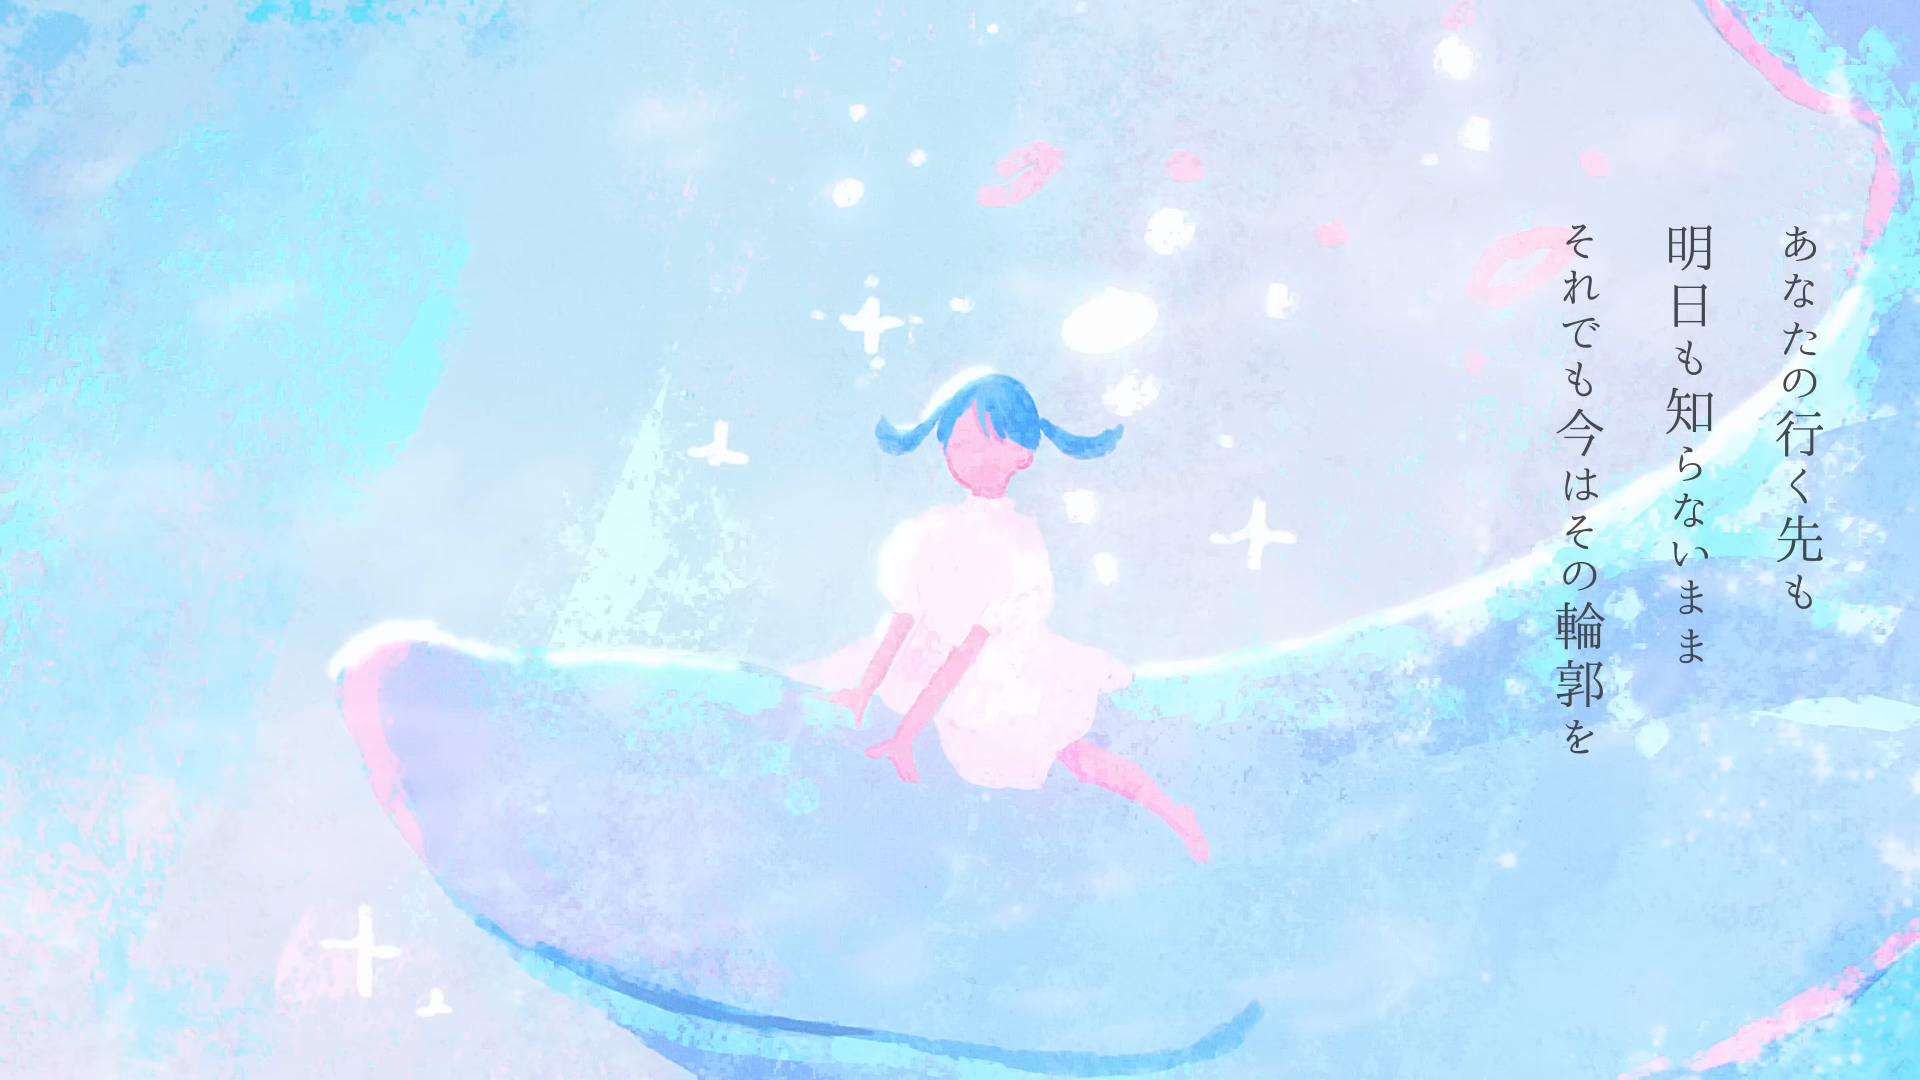 あなたの行く先も
明日も知らないまま
それでも今はその輪郭を